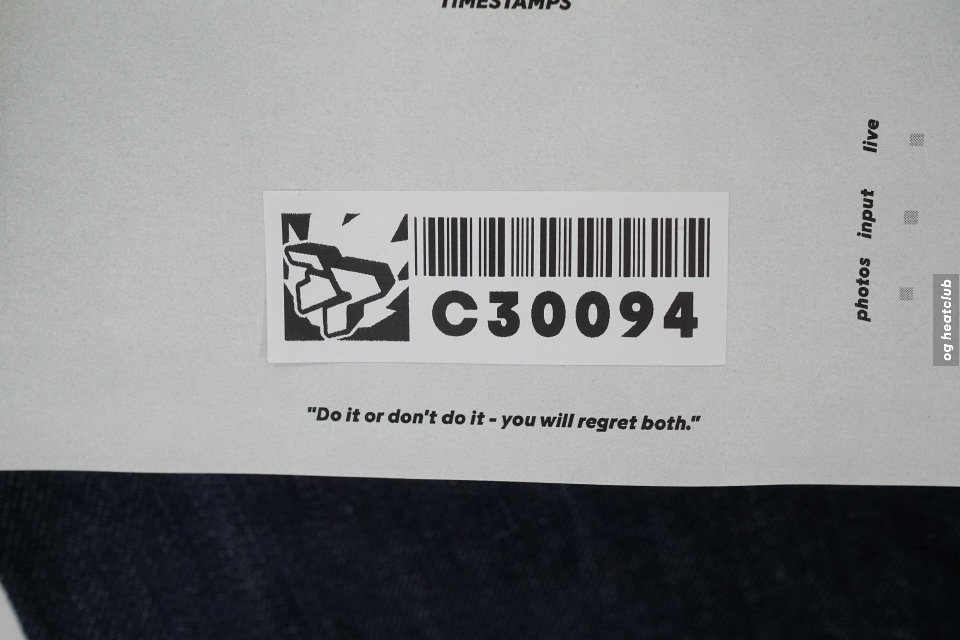 TIMESTAMPS
live
input
photos
C30094
"Do it or don't do it - you will regret both."
og heatclub